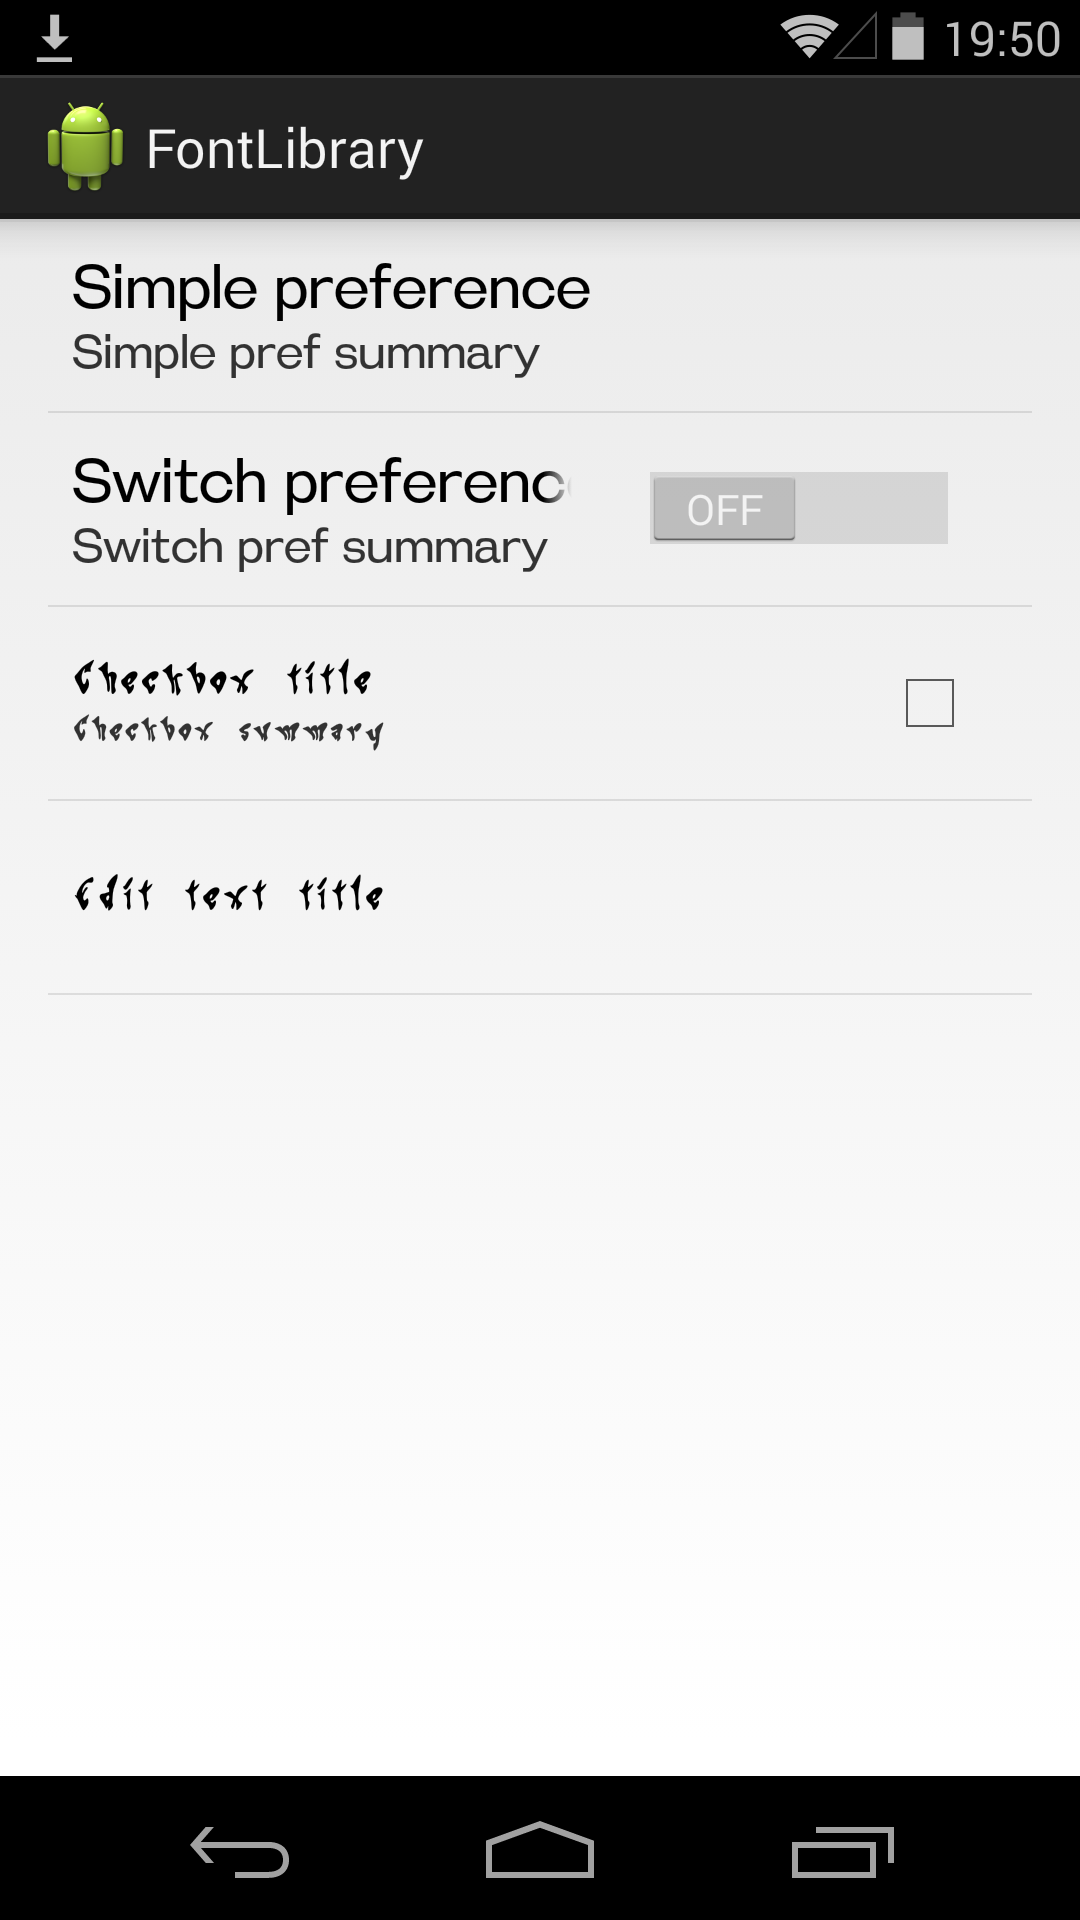 19:50
FontLibrary
Simple preference
Simple pref summary
Switch preferenc
OFF
Switch pref summary
Checkbox title
Checkbox summary
Edit text title